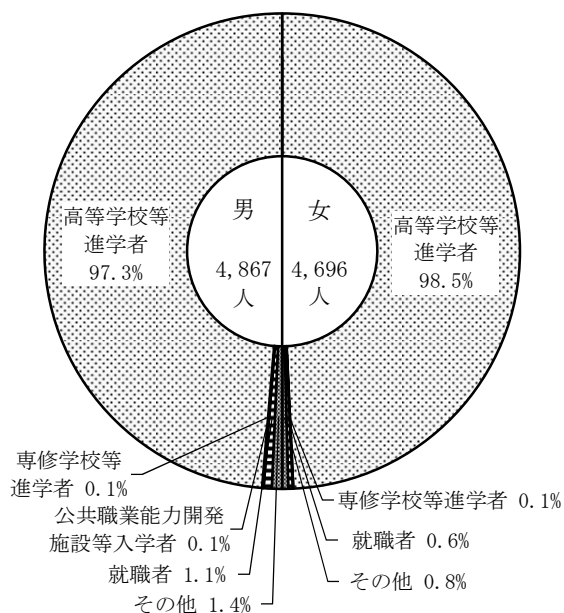 男
4,867
人
女
4,696
人
高等学校等
進学者
97.3%
高等学校等
進学者
98.5%
専修学校等
進学者 0.1%
公共職業能力開発
施設等入学者 0.1%
就職者 1.1%
その他 1.4%
専修学校等進学者 0.1%
就職者 0.6%
その他 0.8%